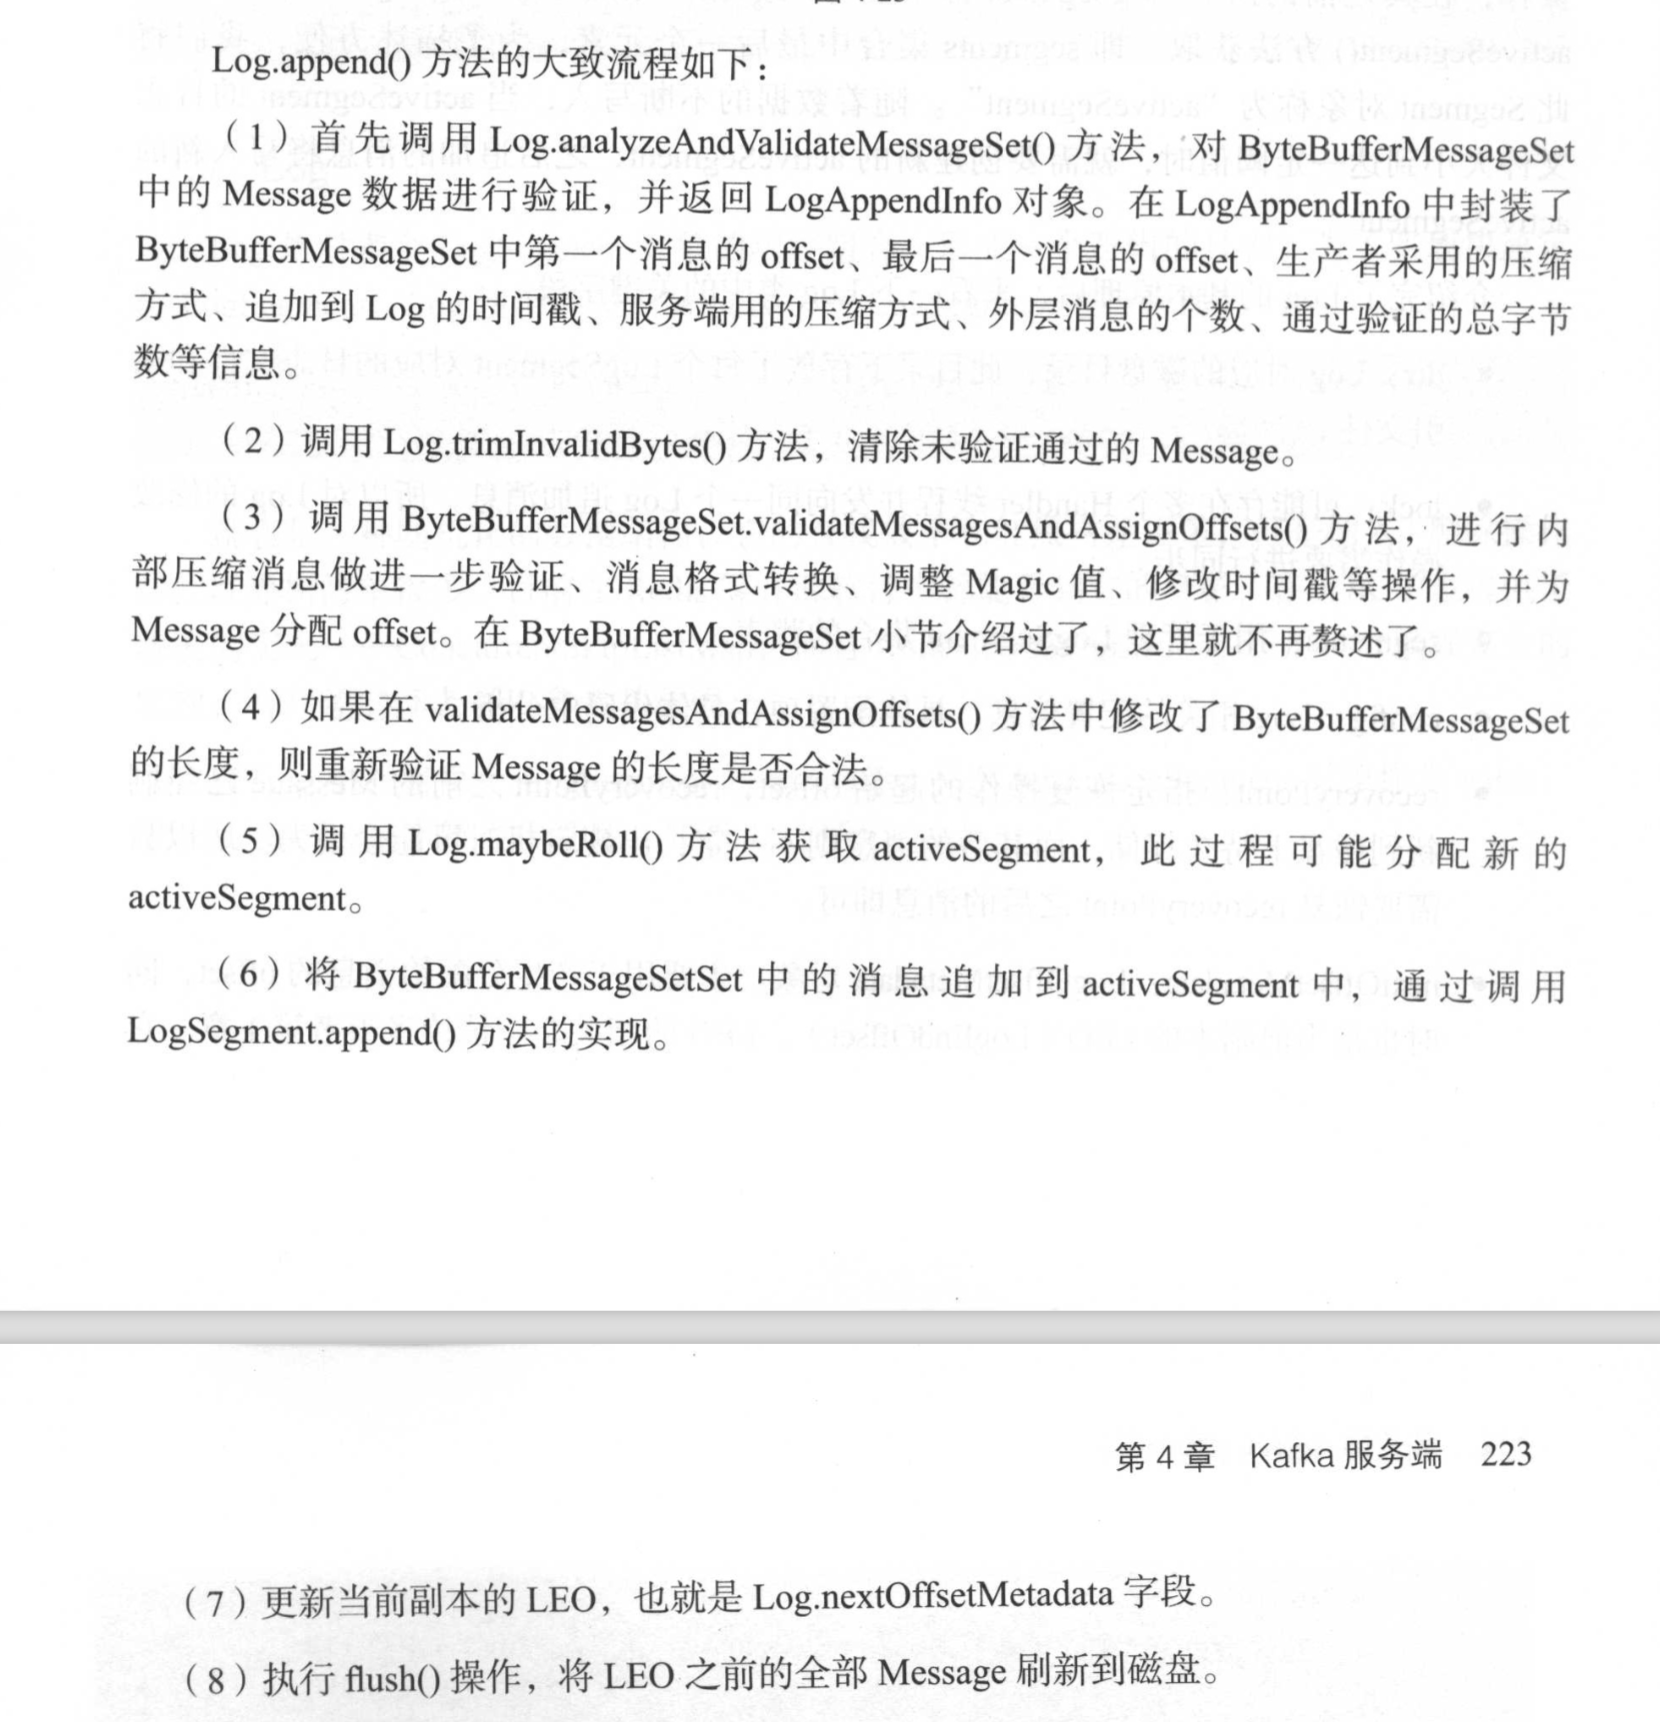 Log.append() 方法的大致流程如下：
（1）首先调用 Log.analyzeAndValidateMessageSet() 方法，对 ByteBufferMessageSet
中的 Message 数据进行验证，并返回 LogAppendInfo 对象。在 LogAppendInfo 中封装了
ByteBufferMessageSet 中第一个消息的 offset、最后一个消息的 offset、生产者采用的压缩
方式、追加到 Log 的时间戳、服务端用的压缩方式、外层消息的个数、通过验证的总字节
数等信息。
（2）调用 Log.trimInvalidBytes() 方法，清除未验证通过的 Message。
（3）调用 ByteBufferMessageSet.validateMessagesAndAssignOffsets() 方法，进行内
部压缩消息做进一步验证、消息格式转换、调整 Magic 值、修改时间戳等操作，并为
Message 分配 offset。在 ByteBufferMessageSet 小节介绍过了，这里就不再赘述了。
（4）如果在 validateMessagesAndAssignOffsets() 方法中修改了 ByteBufferMessageSet
的长度，则重新验证 Message 的长度是否合法。
（5）调用 Log.maybeRoll() 方法获取 activeSegment，此过程可能分配新的
activeSegment。
（6）将 ByteBufferMessageSetSet 中的消息追加到 activeSegment 中，通过调用
LogSegment.append() 方法的实现。
第 4 章 Kafka 服务端 223
（7）更新当前副本的 LEO，也就是 Log.nextOffsetMetadata 字段。
（8）执行 flush() 操作，将 LEO 之前的全部 Message 刷新到磁盘。